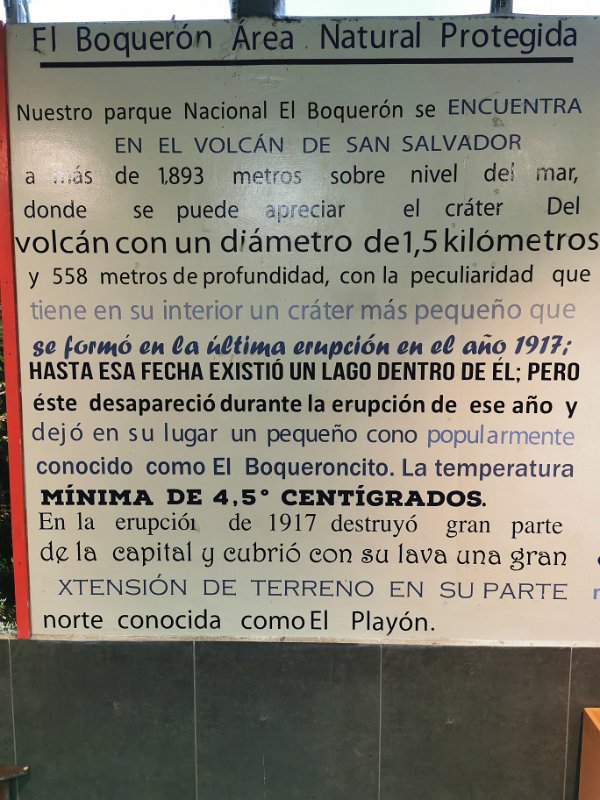 El Boquerón Área Natural Protegida
Nuestro parque Nacional El Boquerón se ENCUENTRA
EN EL VOLCÁN DE SAN SALVADOR
a más de 1,893 metros sobre nivel del mar,
donde se puede apreciar el cráter Del
volcán con un diámetro de 1,5 kilómetros
y 558 metros de profundidad, con la peculiaridad que
tiene en su interior un cráter más pequeño que
se formó en la última erupción en el año 1917;
HASTA ESA FECHA EXISTIÓ UN LAGO DENTRO DE ÉL; PERO
éste desapareció durante la erupción de ese año y
dejó en su lugar un pequeño cono popularmente
conocido como El Boqueroncito. La temperatura
MÍNIMA DE 4,5° CENTÍGRADOS.
En la erupción de 1917 destruyó gran parte
de la capital y cubrió con su lava una gran
XTENSIÓN DE TERRENO EN SU PARTE
norte conocida como El Playón.